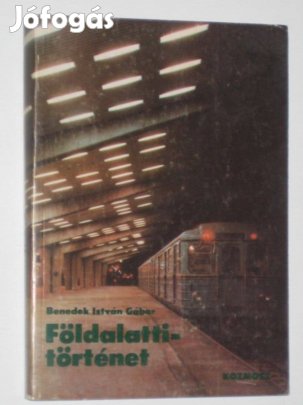 Jófogás
Benedek István Gábor
Földalatti-
történet
KOZMOSZ